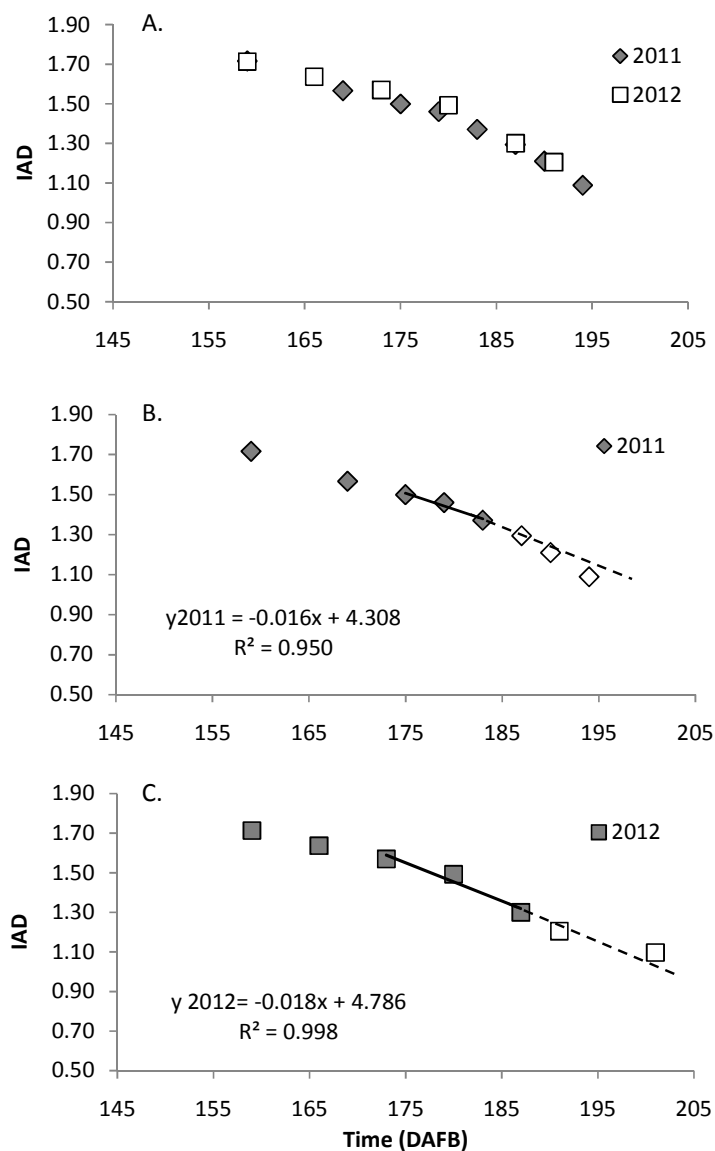 A.
2011
2012
1.90
1.70
1.50
1.30
1.10
0.90
0.70
0.50
IAD
145 155 165 175 185 195 205
B.
2011
1.90
1.70
1.50
1.30
1.10
0.90
0.70
0.50
IAD
y2011 = -0.016x + 4.308
R² = 0.950
145 155 165 175 185 195 205
C.
2012
1.90
1.70
1.50
1.30
1.10
0.90
0.70
0.50
IAD
y 2012= -0.018x + 4.786
R² = 0.998
145 155 165 175 185 195 205
Time (DAFB)